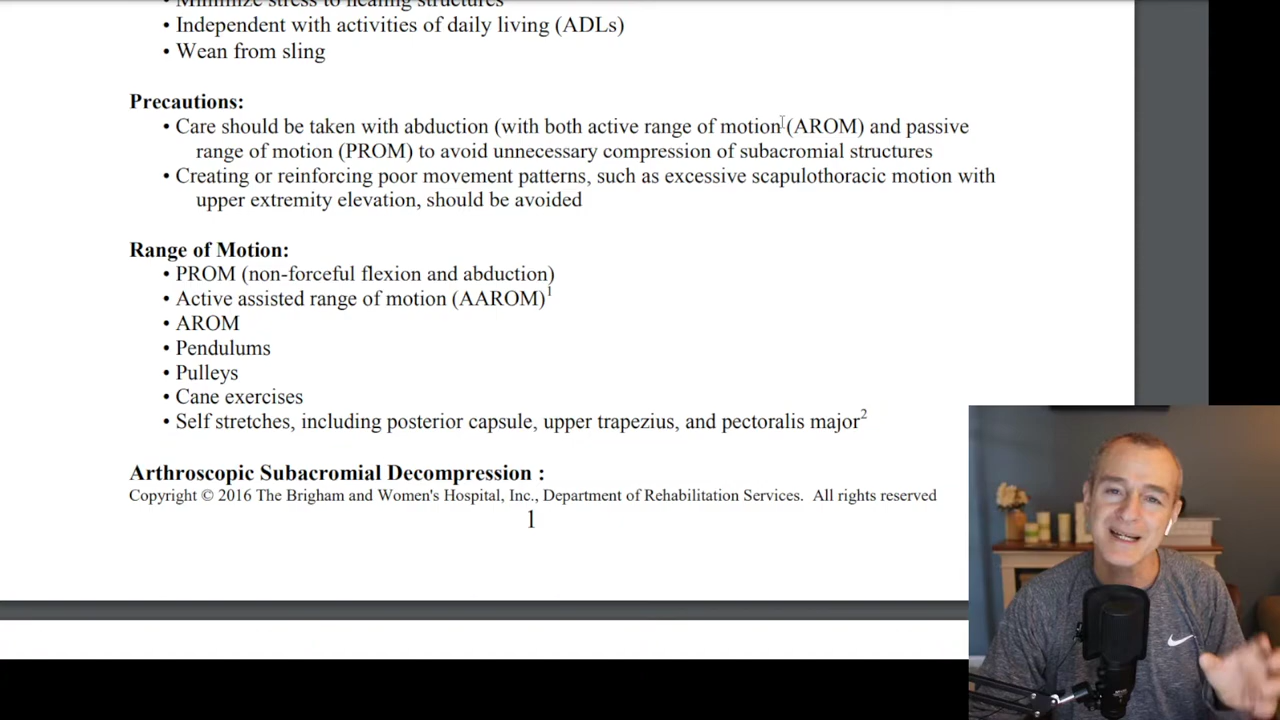 • Minimize stress to healing structures
• Independent with activities of daily living (ADLs)
• Wean from sling
Precautions:
• Care should be taken with abduction (with both active range of motion (AROM) and passive
range of motion (PROM) to avoid unnecessary compression of subacromial structures
• Creating or reinforcing poor movement patterns, such as excessive scapulothoracic motion with
upper extremity elevation, should be avoided
Range of Motion:
• PROM (non-forceful flexion and abduction)
• Active assisted range of motion (AAROM)1
• AROM
• Pendulums
• Pulleys
• Cane exercises
• Self stretches, including posterior capsule, upper trapezius, and pectoralis major2
Arthroscopic Subacromial Decompression :
Copyright © 2016 The Brigham and Women's Hospital, Inc., Department of Rehabilitation Services. All rights reserved
1